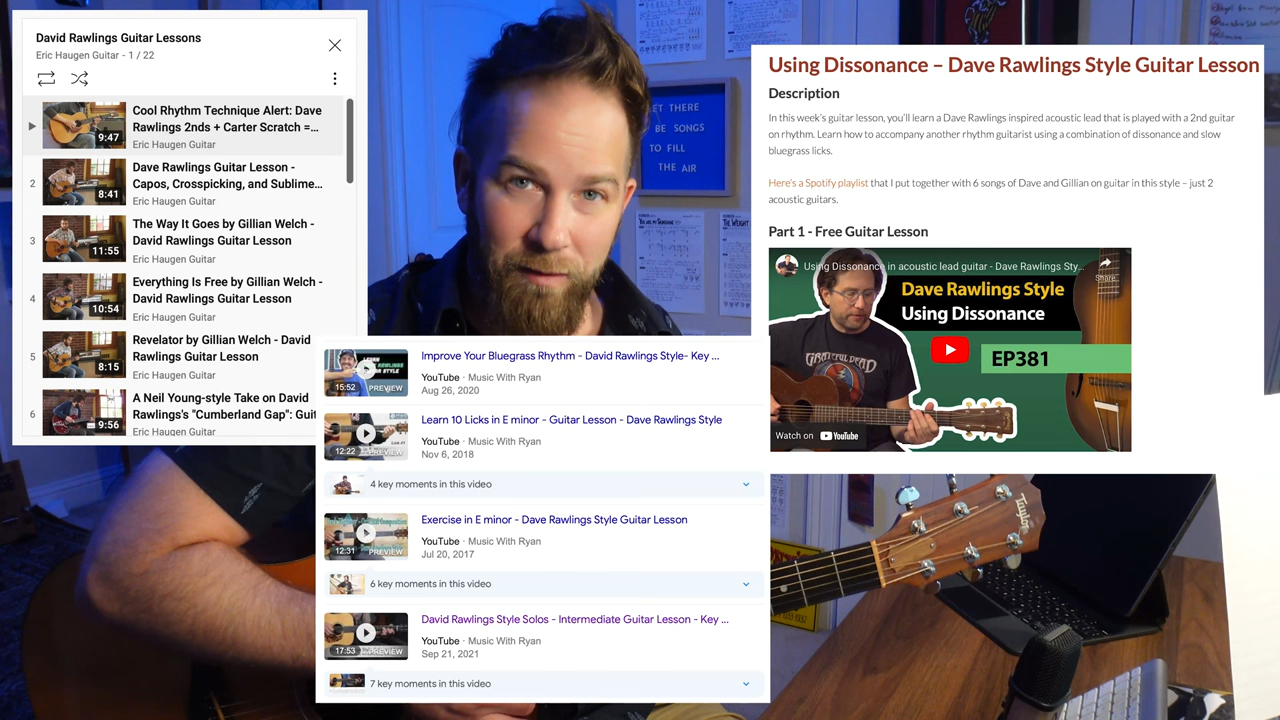 David Rawlings Guitar Lessons
Eric Haugen Guitar - 1 / 22
9:47
Cool Rhythm Technique Alert: Dave
Rawlings 2nds + Carter Scratch =...
Eric Haugen Guitar
2
8:41
Dave Rawlings Guitar Lesson -
Capos, Crosspicking, and Sublime...
Eric Haugen Guitar
3
11:55
The Way It Goes by Gillian Welch -
David Rawlings Guitar Lesson
Eric Haugen Guitar
4
10:54
Everything Is Free by Gillian Welch -
David Rawlings Guitar Lesson
Eric Haugen Guitar
5
8:15
Revelator by Gillian Welch - David
Rawlings Guitar Lesson
Eric Haugen Guitar
6
9:56
A Neil Young-style Take on David
Rawlings's "Cumberland Gap": Guit
Eric Haugen Guitar
LET THERE
BE SONGS
TO FILL
THE AIR
YOU ARE MY SUNSHINE
THE WEIGHT
Using Dissonance – Dave Rawlings Style Guitar Lesson
Description
In this week's guitar lesson, you'll learn a Dave Rawlings inspired acoustic lead that is played with a 2nd guitar
on rhythm. Learn how to accompany another rhythm guitarist using a combination of dissonance and slow
bluegrass licks.
Here's a Spotify playlist that I put together with 6 songs of Dave and Gillian on guitar in this style – just 2
acoustic guitars.
Part 1 - Free Guitar Lesson
Using Dissonance in acoustic lead guitar - Dave Rawlings Sty...
Share
Dave Rawlings Style
Using Dissonance
EP381
GRATEFUL DEAD
Watch on YouTube
15:52
PREVIEW
Improve Your Bluegrass Rhythm - David Rawlings Style- Key ...
YouTube · Music With Ryan
Aug 26, 2020
12:22
PREVIEW
Learn 10 Licks in E minor - Guitar Lesson - Dave Rawlings Style
YouTube · Music With Ryan
Nov 6, 2018
4 key moments in this video
12:31
PREVIEW
Exercise in E minor - Dave Rawlings Style Guitar Lesson
YouTube · Music With Ryan
Jul 20, 2017
6 key moments in this video
17:53
PREVIEW
David Rawlings Style Solos - Intermediate Guitar Lesson - Key ...
YouTube · Music With Ryan
Sep 21, 2021
7 key moments in this video